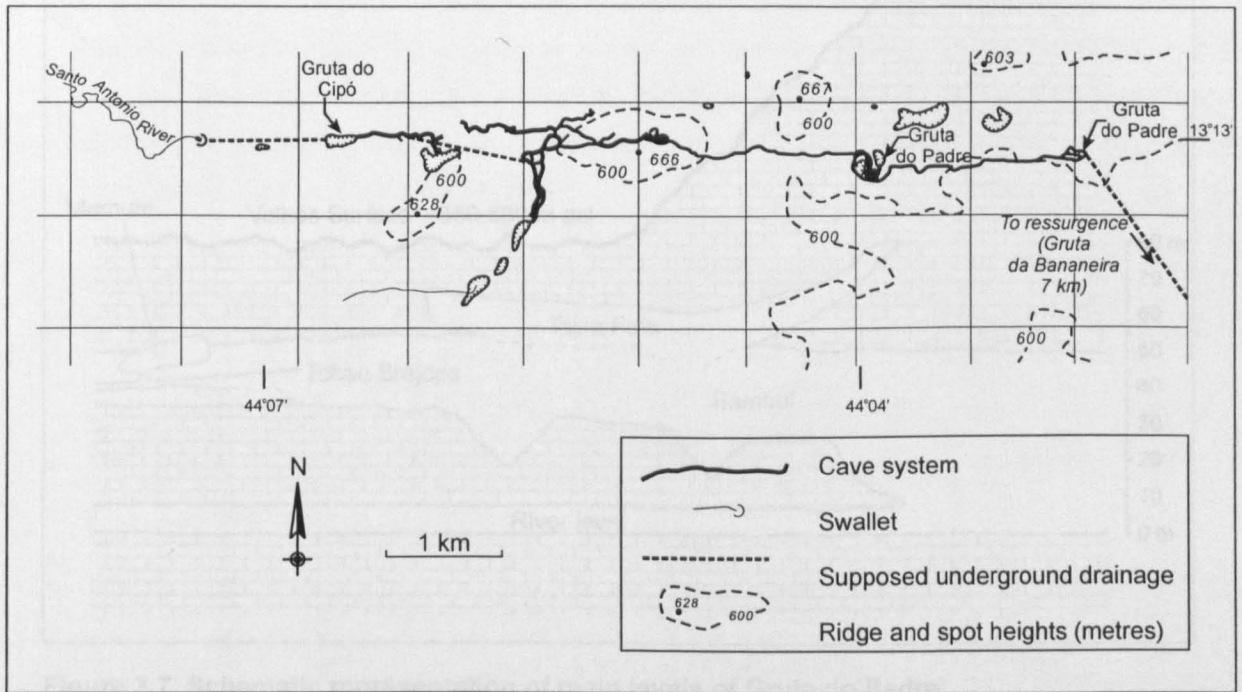 Santo Antonio River
Gruta do
Cipó
603
667
600
Gruta
do Padre
Gruta
do Padre
13°13'
666
600
600
628
600
To ressurgence
(Gruta
da Bananeira
7 km)
600
44°07'
44°04'
N
1 km
Cave system
Swallet
Supposed underground drainage
628
600
Ridge and spot heights (metres)